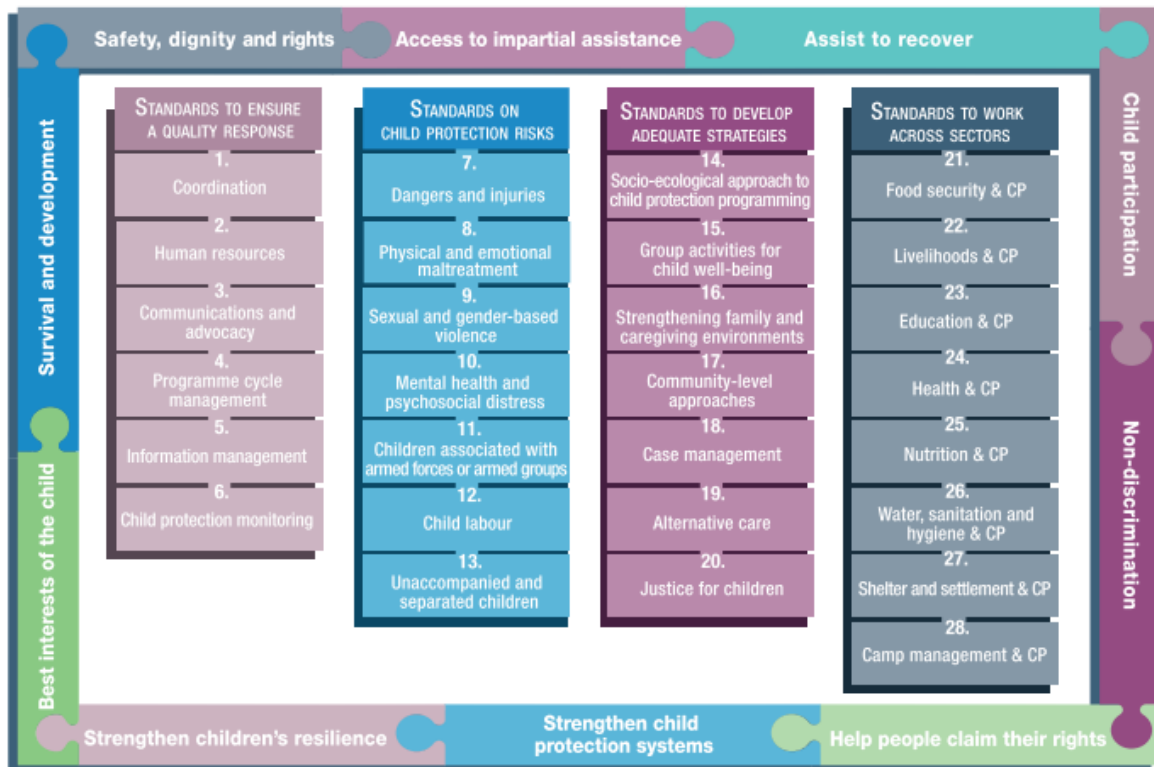 Safety, dignity and rights
Access to impartial assistance
Assist to recover
Survival and development
Best interests of the child
STANDARDS TO ENSURE
A QUALITY RESPONSE
1.
Coordination
2.
Human resources
3.
Communications and
advocacy
4.
Programme cycle
management
5.
Information management
6.
Child protection monitoring
STANDARDS ON
CHILD PROTECTION RISKS
7.
Dangers and injuries
8.
Physical and emotional
maltreatment
9.
Sexual and gender-based
violence
10.
Mental health and
psychosocial distress
11.
Children associated with
armed forces or armed groups
12.
Child labour
13.
Unaccompanied and
separated children
STANDARDS TO DEVELOP
ADEQUATE STRATEGIES
14.
Socio-ecological approach to
child protection programming
15.
Group activities for
child well-being
16.
Strengthening family and
caregiving environments
17.
Community-level
approaches
18.
Case management
19.
Alternative care
20.
Justice for children
STANDARDS TO WORK
ACROSS SECTORS
21.
Food security & CP
22.
Livelihoods & CP
23.
Education & CP
24.
Health & CP
25.
Nutrition & CP
26.
Water, sanitation and
hygiene & CP
27.
Shelter and settlement & CP
28.
Camp management & CP
Child participation
Non-discrimination
Strengthen children's resilience
Strengthen child
protection systems
Help people claim their rights